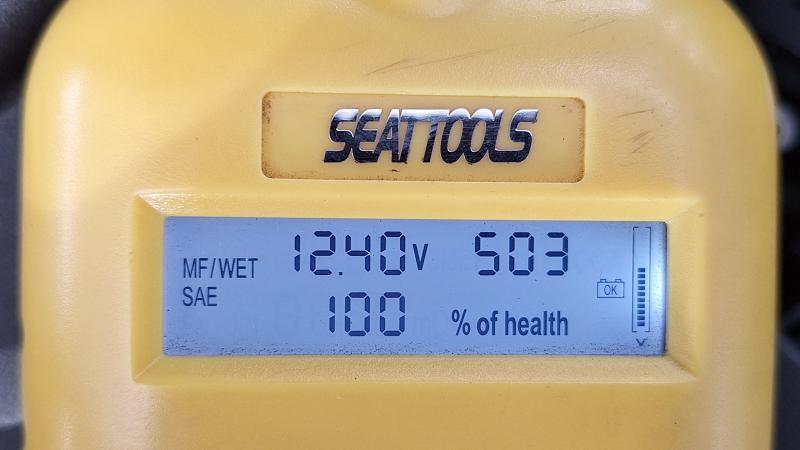 SEATTOOLS
MF/WET 12.40V 503
SAE
OK
100 % of health
V